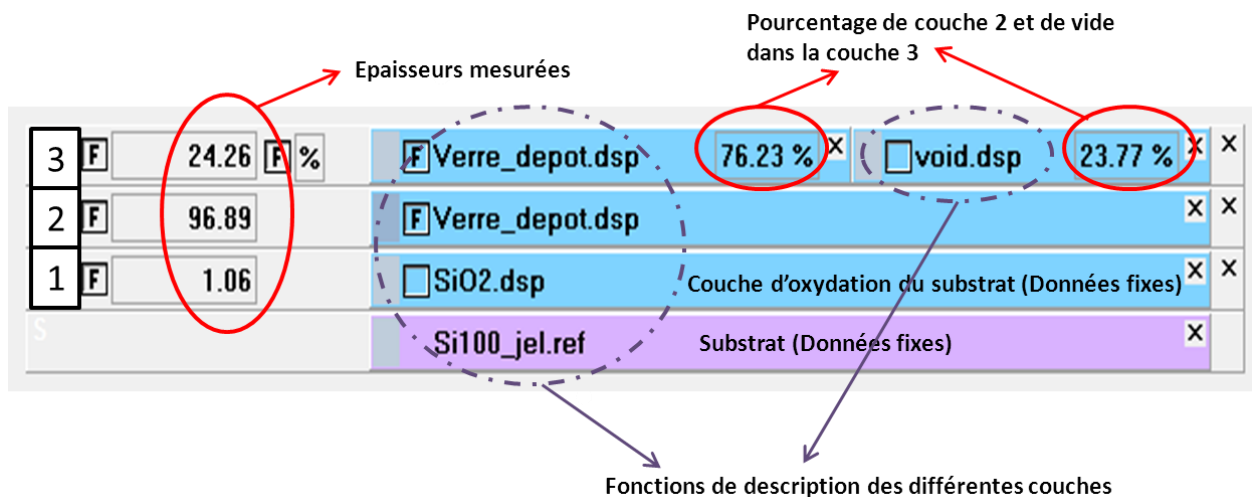 Pourcentage de couche 2 et de vide
dans la couche 3
Epaisseurs mesurées
3 F 24.26 F % F Verre_depot.dsp 76.23 % X void.dsp 23.77 % X X
2 F 96.89 F Verre_depot.dsp X X
1 F 1.06 SiO2.dsp Couche d'oxydation du substrat (Données fixes) X X
S Si100_jel.ref Substrat (Données fixes) X
Fonctions de description des différentes couches